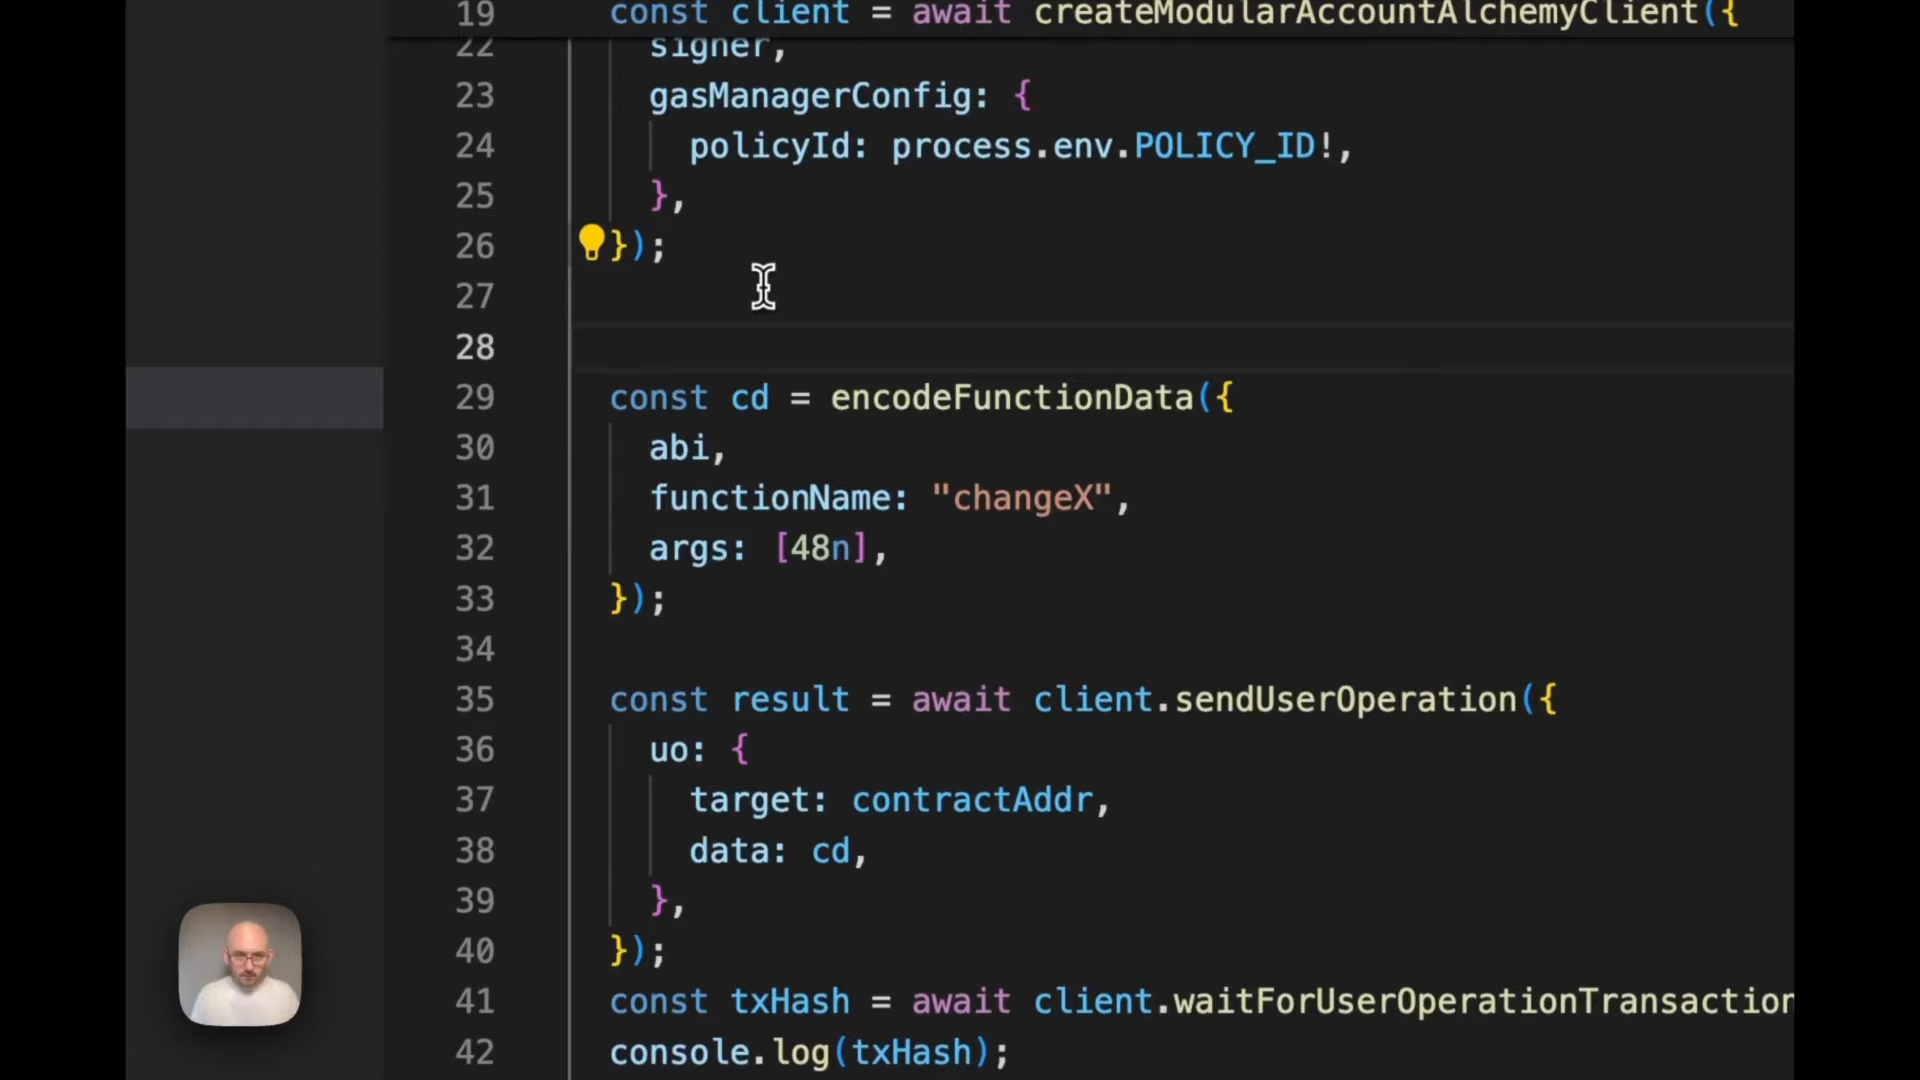 19 const client = await createModularAccountAlchemyClient({
22 signer,
23 gasManagerConfig: {
24 policyId: process.env.POLICY_ID!,
25 },
26 });
27
28
29 const cd = encodeFunctionData({
30 abi,
31 functionName: "changeX",
32 args: [48n],
33 });
34
35 const result = await client.sendUserOperation({
36 uo: {
37 target: contractAddr,
38 data: cd,
39 },
40 });
41 const txHash = await client.waitForUserOperationTransaction
42 console.log(txHash);